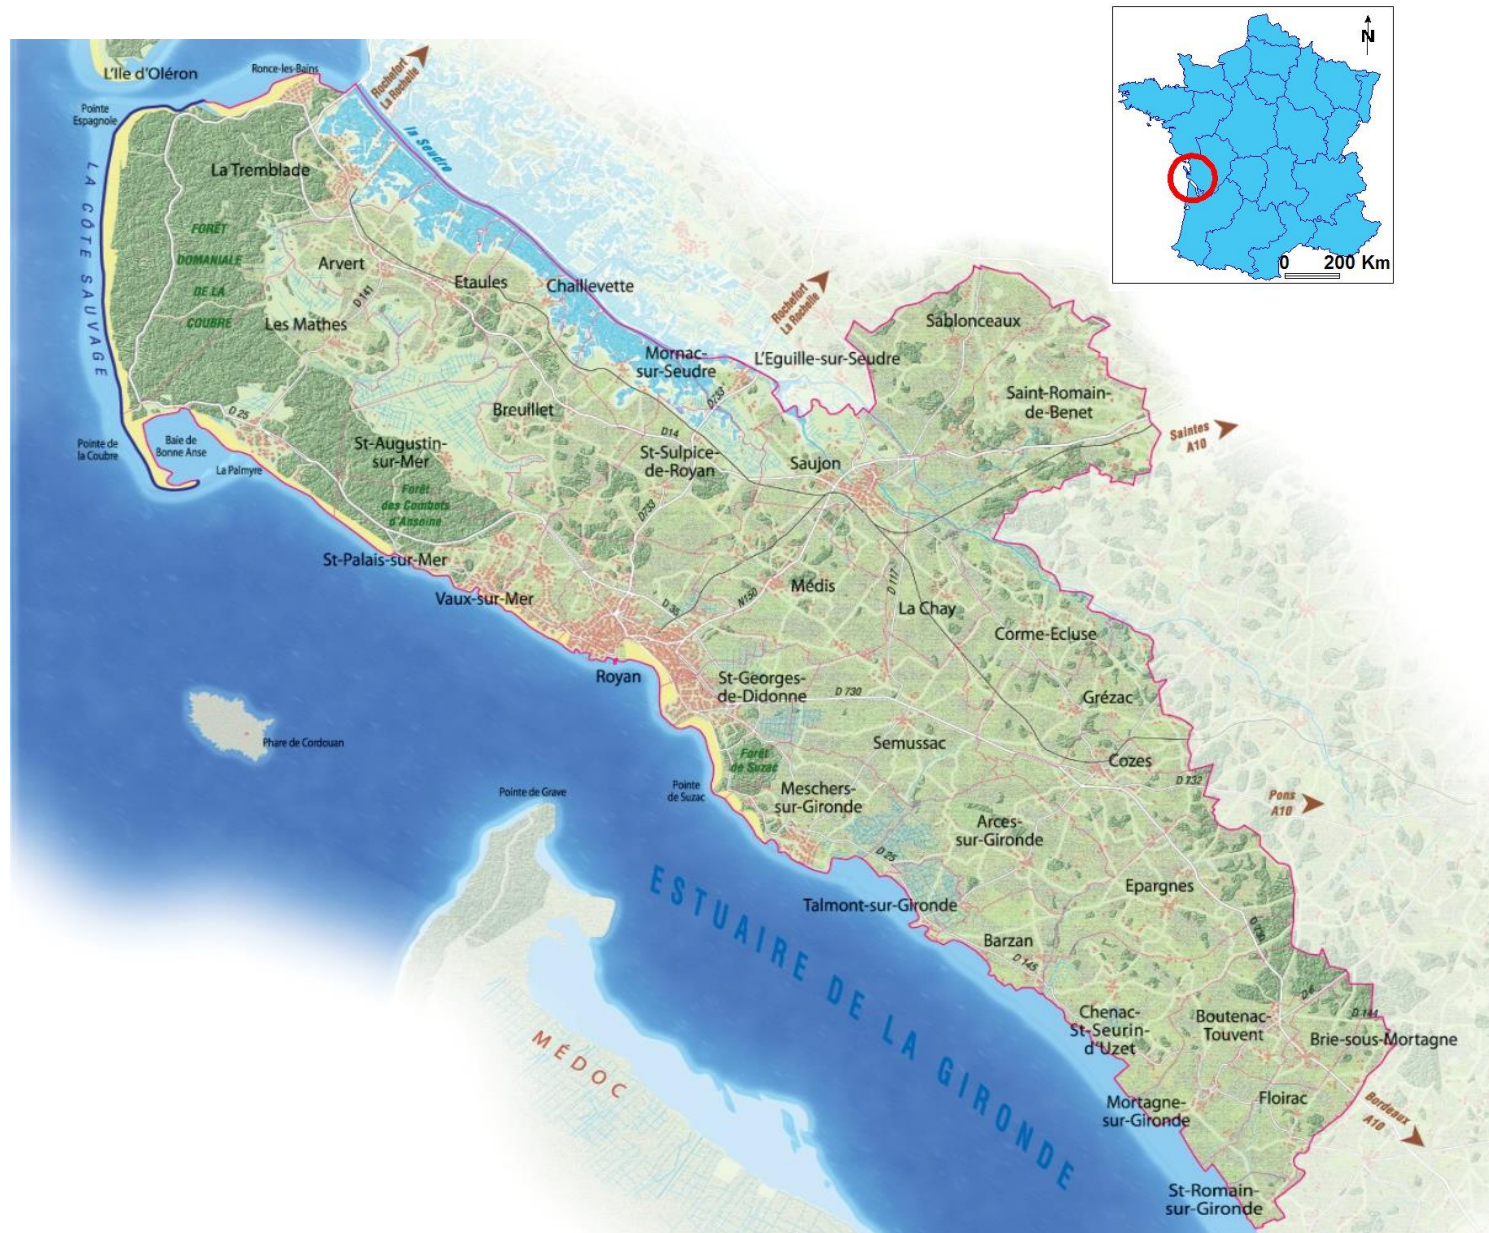 N
0
200 Km
L'Ile d'Oléron
Ronce-les-Bains
Rochefort
La Rochelle
Pointe
Espagnole
la Seudre
La Tremblade
LA CÔTE SAUVAGE
FORÊT
DOMANIALE
DE LA
COUBRE
Arvert
Etaules
Chaillevette
D 141
Rochefort
La Rochelle
Les Mathes
Sablonceaux
Mornac-
sur-Seudre
L'Eguille-sur-Seudre
D733
Saint-Romain-
de-Benet
Breuillet
D 25
D14
Saintes
A10
Pointe de
la Coubre
Baie de
Bonne Anse
La Palmyre
St-Augustin-
sur-Mer
St-Sulpice-
de-Royan
Saujon
Forêt
des Combots
d'Ansoine
D733
St-Palais-sur-Mer
Vaux-sur-Mer
D 36
N150
Médis
D 117
La Chay
Corme-Ecluse
Royan
St-Georges-
de-Didonne
D 730
Grézac
Phare de Cordouan
Semussac
Forêt
de Suzac
Cozes
D 732
Pointe de Grave
Pointe
de Suzac
Meschers-
sur-Gironde
Pons
A10
Arces-
sur-Gironde
D 25
ESTUAIRE DE LA GIRONDE
Epargnes
Talmont-sur-Gironde
D730
Barzan
D 145
D 6
D 144
Chenac-
St-Seurin-
d'Uzet
Boutenac-
Touvent
Brie-sous-Mortagne
MÉDOC
Mortagne-
sur-Gironde
Floirac
Bordeaux
A10
St-Romain-
sur-Gironde